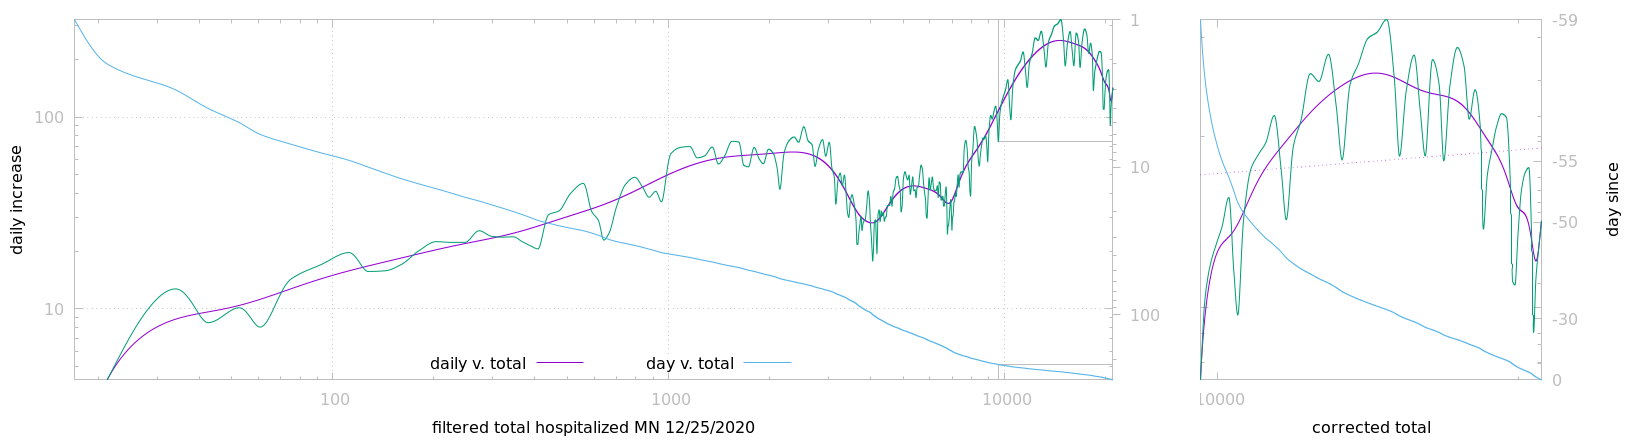 daily increase
100
10
daily v. total
day v. total
100
1000
10000
filtered total hospitalized MN 12/25/2020
1
10
100
10000
corrected total
-59
-55
-50
-30
0
day since